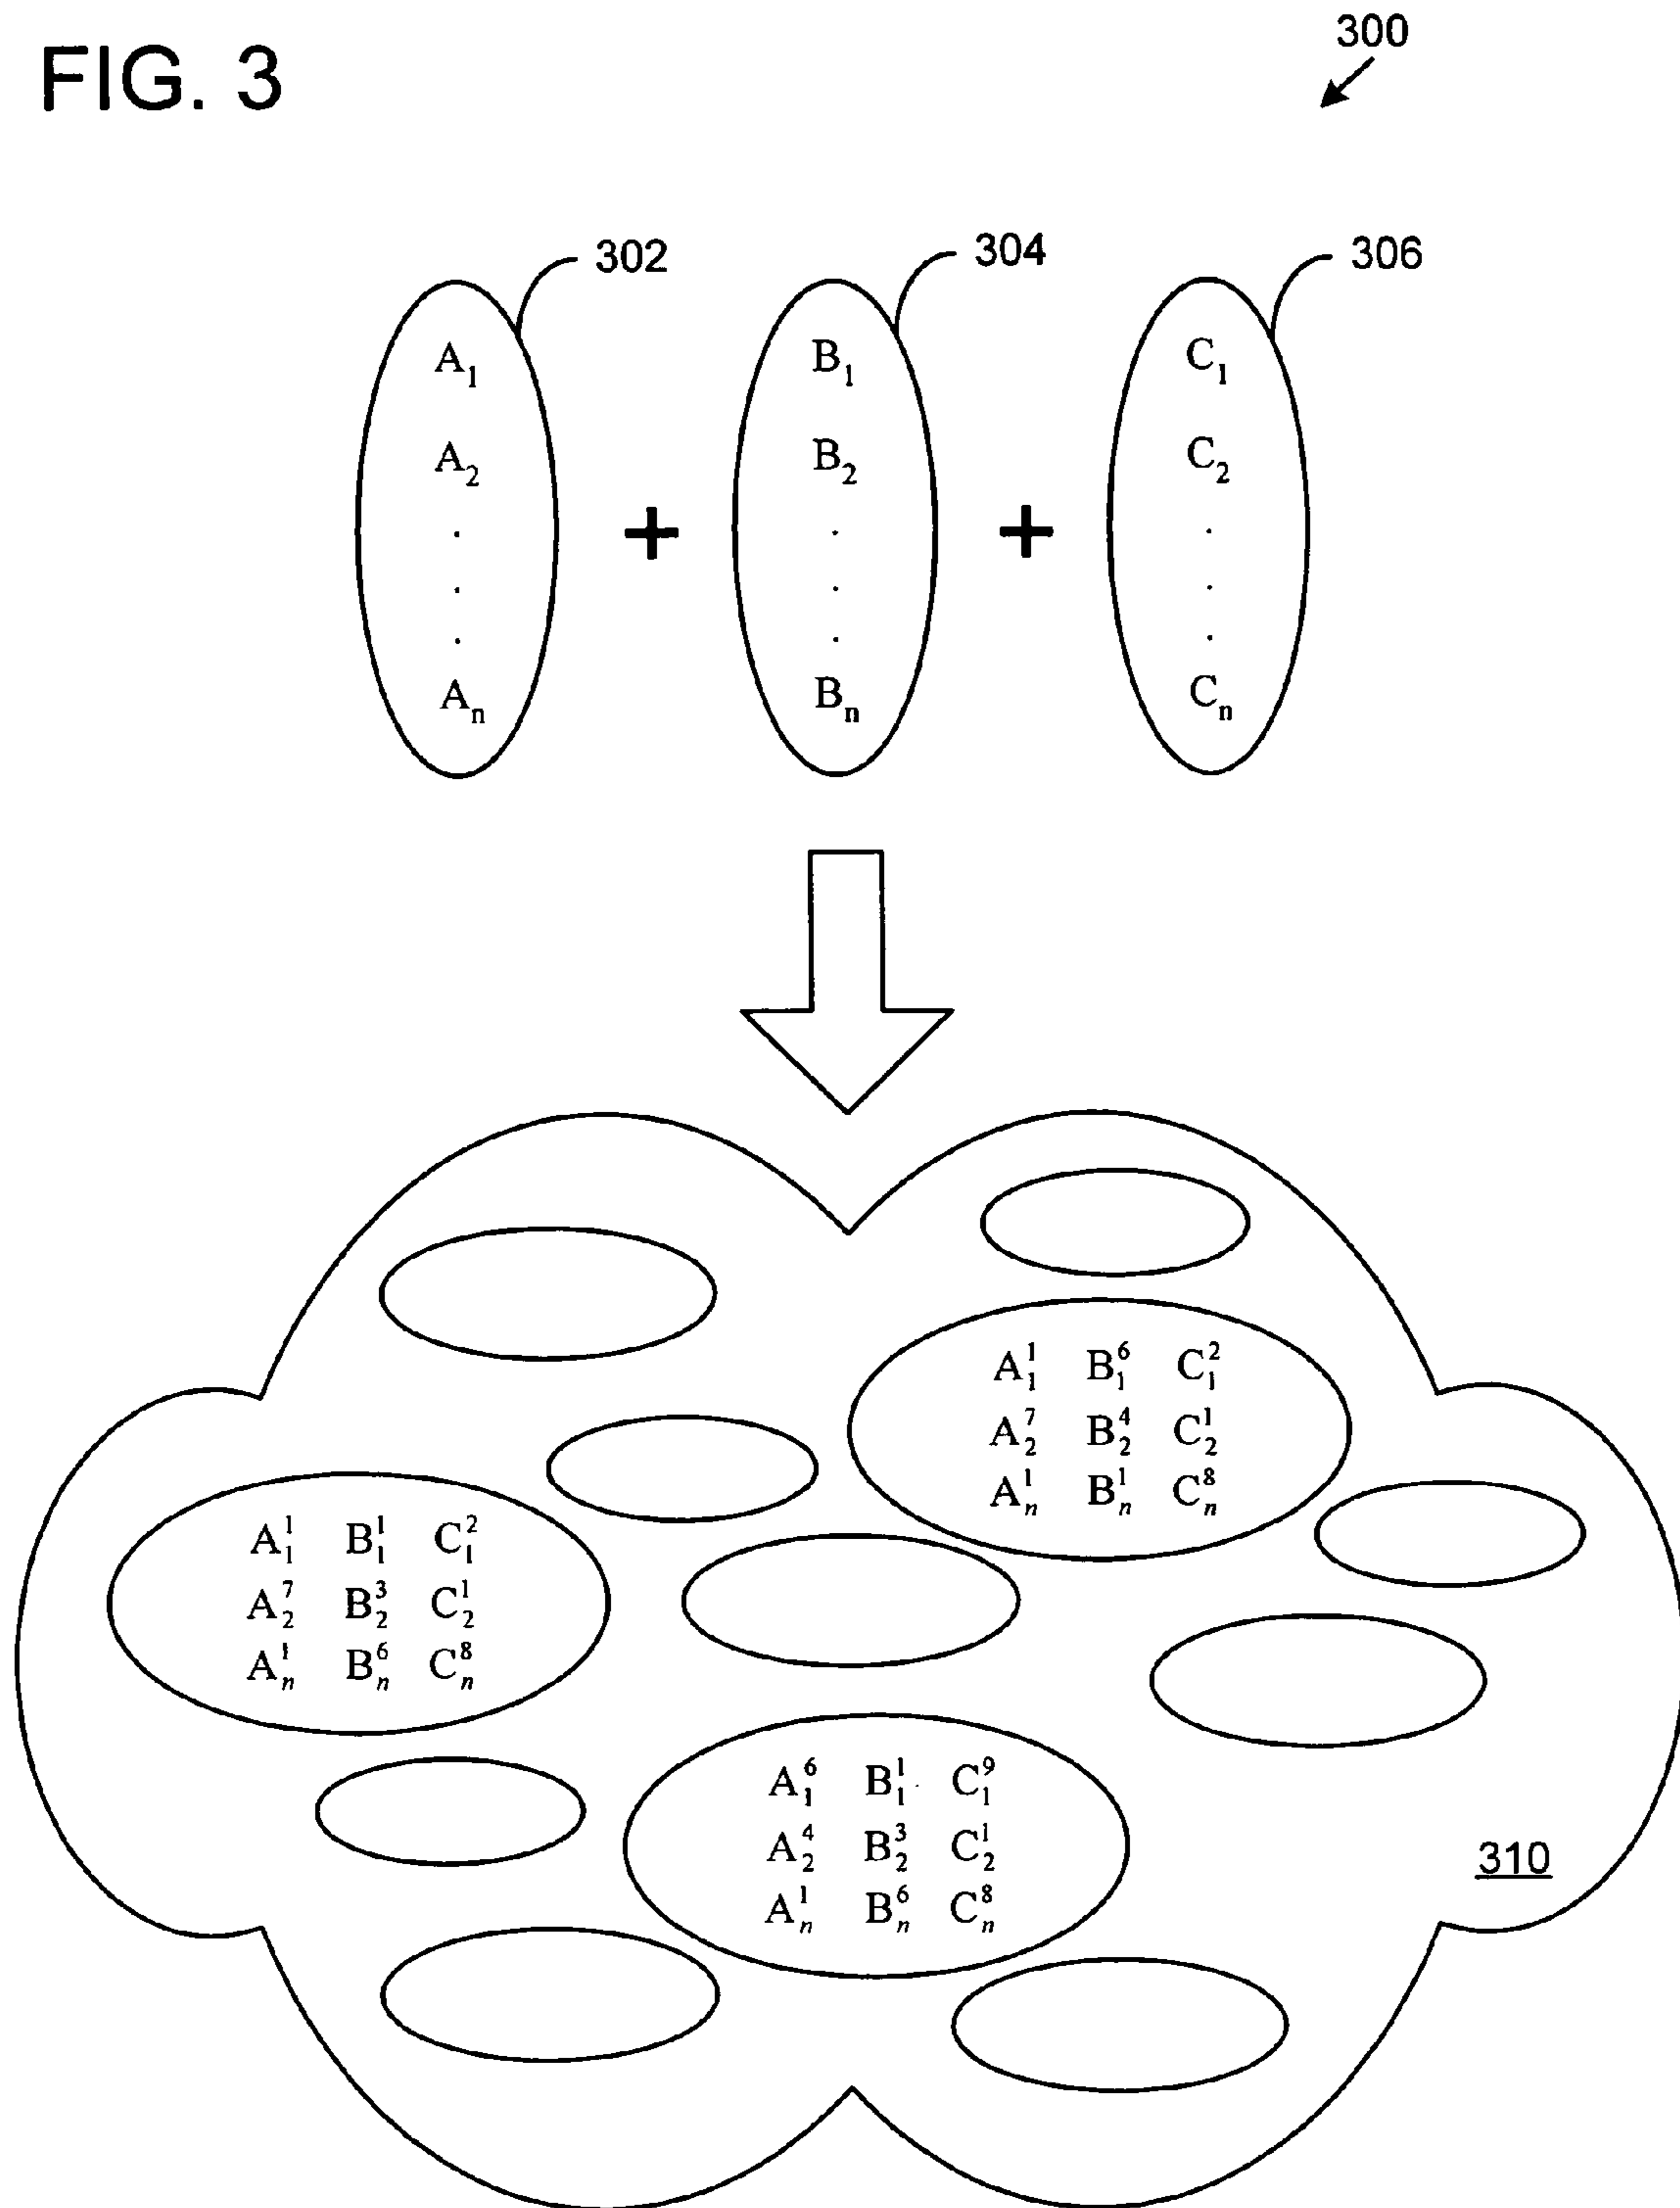 FIG. 3
300
302
304
306
A₁ B₁ C₁
A₂ B₂ C₂
+ +
. . .
. . .
. . .
Aₙ Bₙ Cₙ
A₁¹ B₁⁶ C₁²
A₂⁷ B₂⁴ C₂¹
Aₙ¹ Bₙ¹ Cₙ⁸
A₁¹ B₁¹ C₁²
A₂⁷ B₂³ C₂¹
Aₙ¹ Bₙ⁶ Cₙ⁸
A₁⁶ B₁¹ C₁⁹
A₂⁴ B₂³ C₂¹
Aₙ¹ Bₙ⁶ Cₙ⁸
310